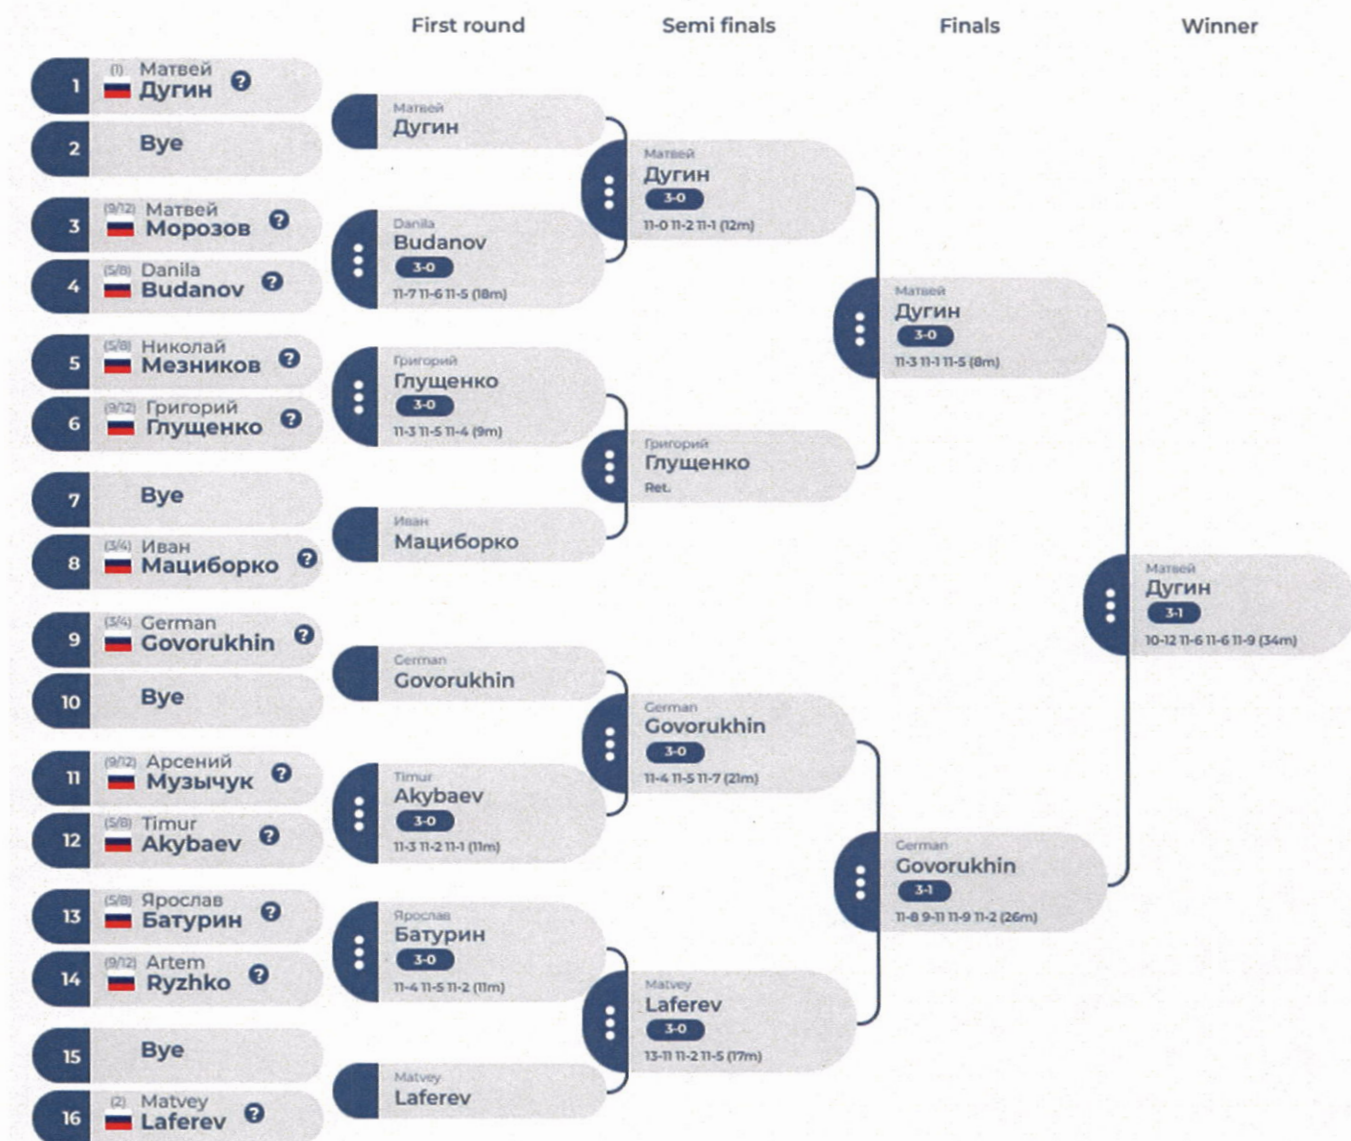 First round Semi finals Finals Winner
1 (1) Матвей
Дугин ?
2 Bye
3 (9/12) Матвей
Морозов ?
4 (5/8) Danila
Budanov ?
5 (5/8) Николай
Мезников ?
6 (9/12) Григорий
Глущенко ?
7 Bye
8 (3/4) Иван
Мациборко ?
9 (3/4) German
Govorukhin ?
10 Bye
11 (9/12) Арсений
Музычук ?
12 (5/8) Timur
Akybaev ?
13 (5/8) Ярослав
Батурин ?
14 (9/12) Artem
Ryzhko ?
15 Bye
16 (2) Matvey
Laferev ?
Матвей
Дугин
Danila
Budanov
3-0
11-7 11-6 11-5 (18m)
Григорий
Глущенко
3-0
11-3 11-5 11-4 (9m)
Иван
Мациборко
German
Govorukhin
Timur
Akybaev
3-0
11-3 11-2 11-1 (11m)
Ярослав
Батурин
3-0
11-4 11-5 11-2 (11m)
Matvey
Laferev
Матвей
Дугин
3-0
11-0 11-2 11-1 (12m)
Григорий
Глущенко
Ret.
German
Govorukhin
3-0
11-4 11-5 11-7 (21m)
Matvey
Laferev
3-0
13-11 11-2 11-5 (17m)
Матвей
Дугин
3-0
11-3 11-1 11-5 (8m)
German
Govorukhin
3-1
11-8 9-11 11-9 11-2 (26m)
Матвей
Дугин
3-1
10-12 11-6 11-6 11-9 (34m)